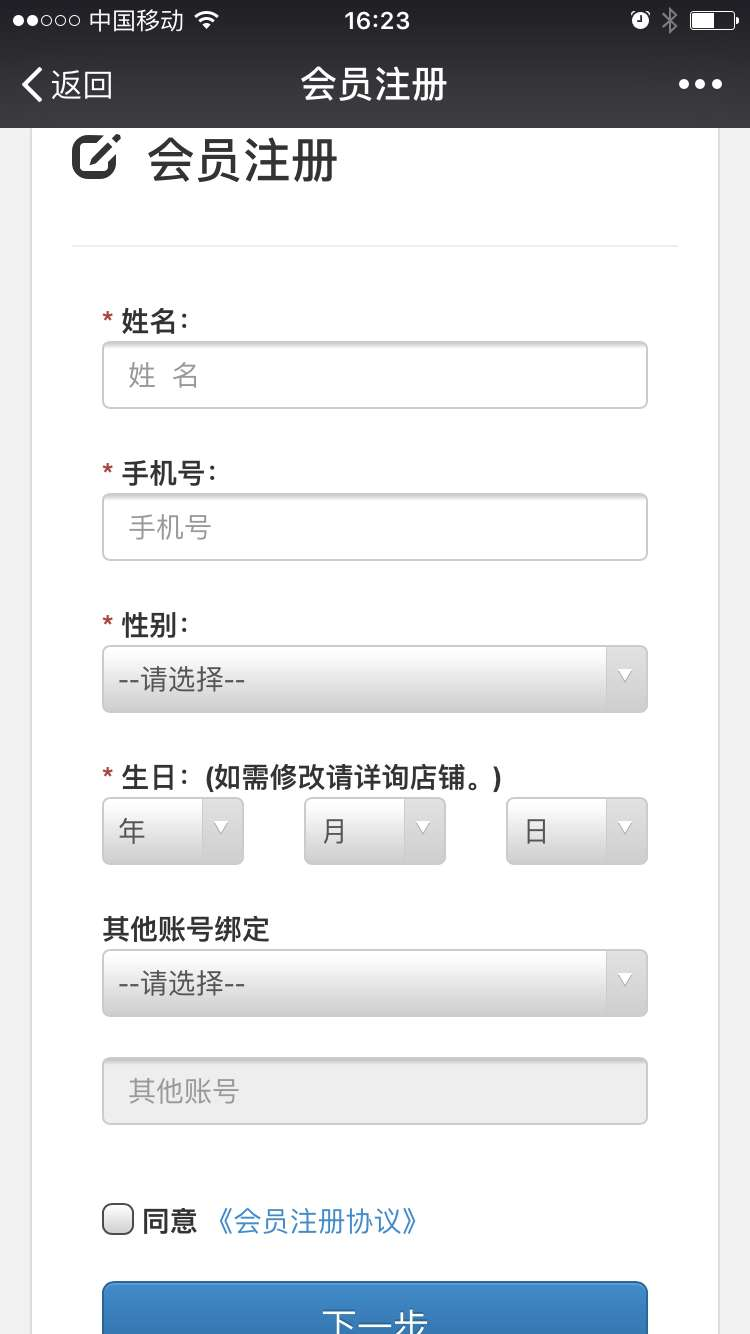 中国移动 16:23
返回 会员注册
会员注册
* 姓名：
姓 名
* 手机号：
手机号
* 性别：
--请选择--
* 生日：(如需修改请详询店铺。)
年 月 日
其他账号绑定
--请选择--
其他账号
同意 《会员注册协议》
下一步